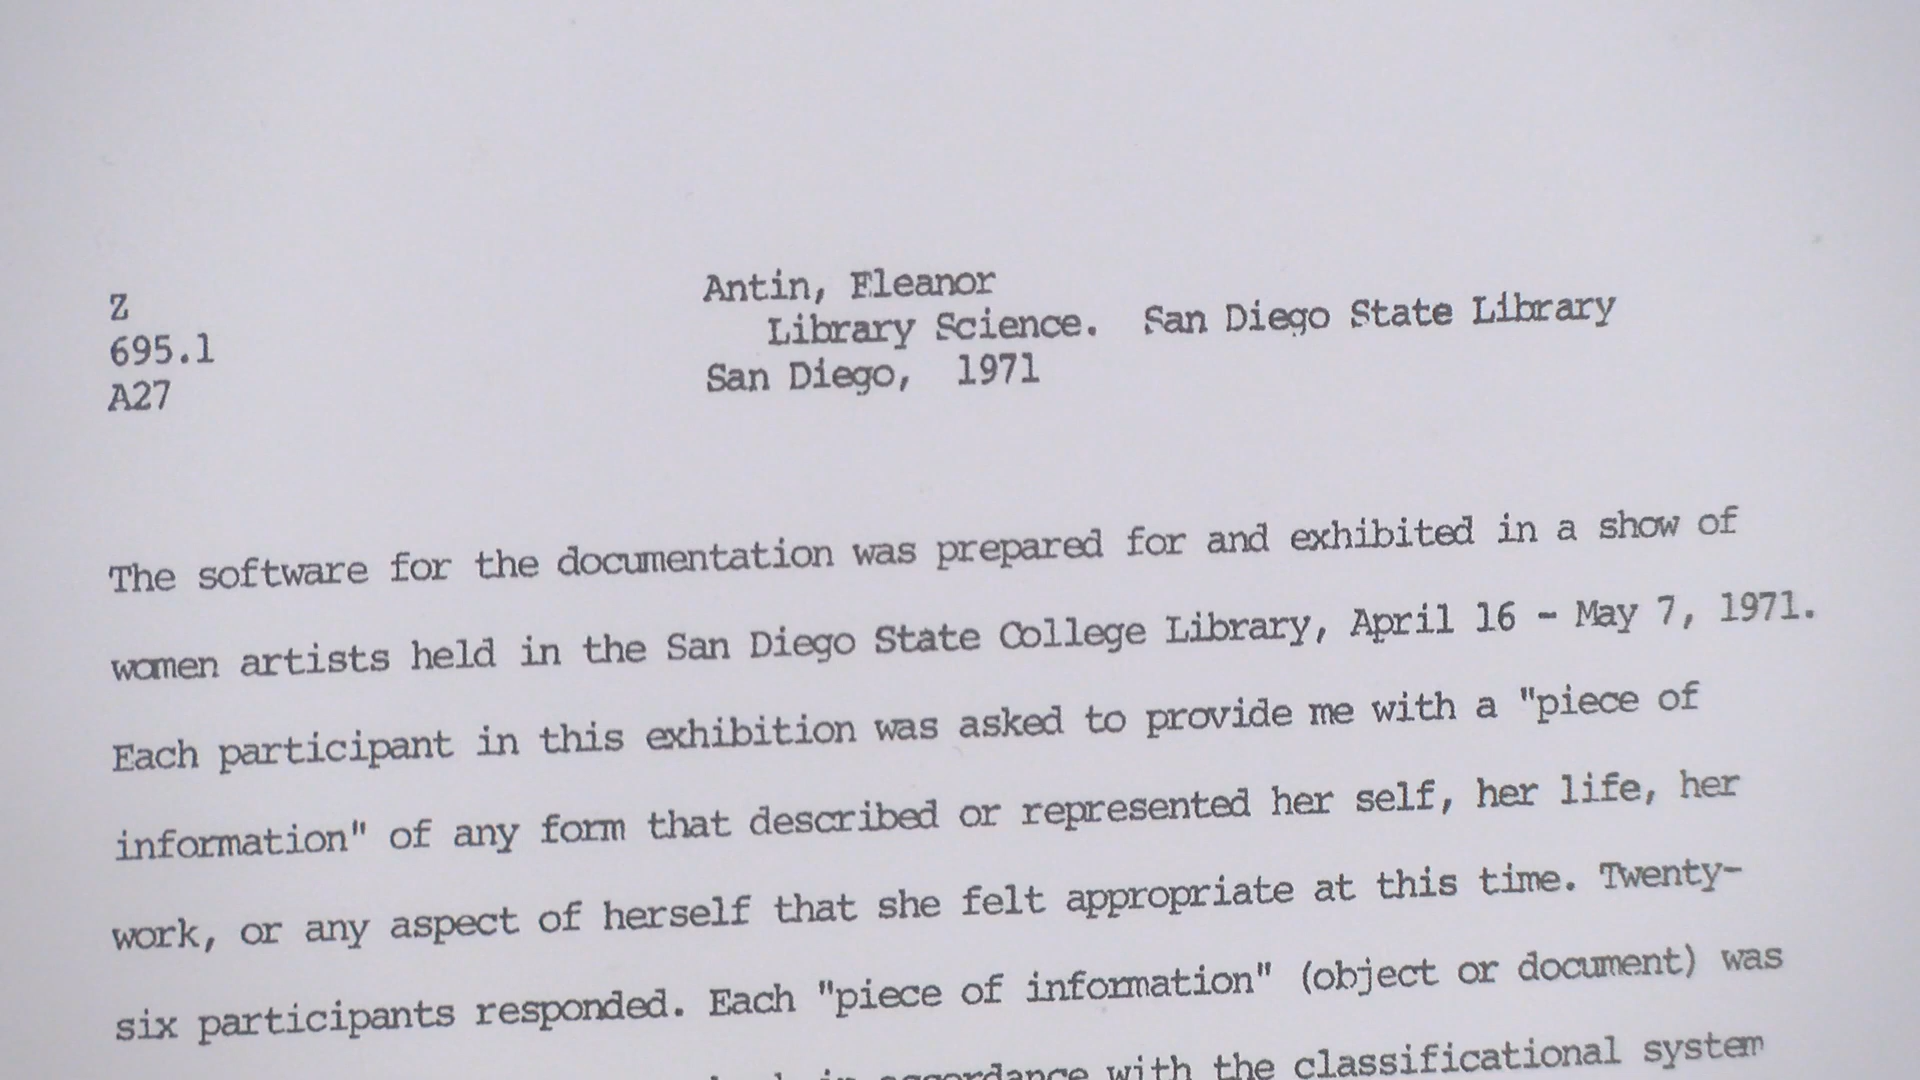 Z
695.1
A27
Antin, Eleanor
Library Science. San Diego State Library
San Diego, 1971
The software for the documentation was prepared for and exhibited in a show of
women artists held in the San Diego State College Library, April 16 - May 7, 1971.
Each participant in this exhibition was asked to provide me with a "piece of
information" of any form that described or represented her self, her life, her
work, or any aspect of herself that she felt appropriate at this time. Twenty-
six participants responded. Each "piece of information" (object or document) was
in accordance with the classificational system